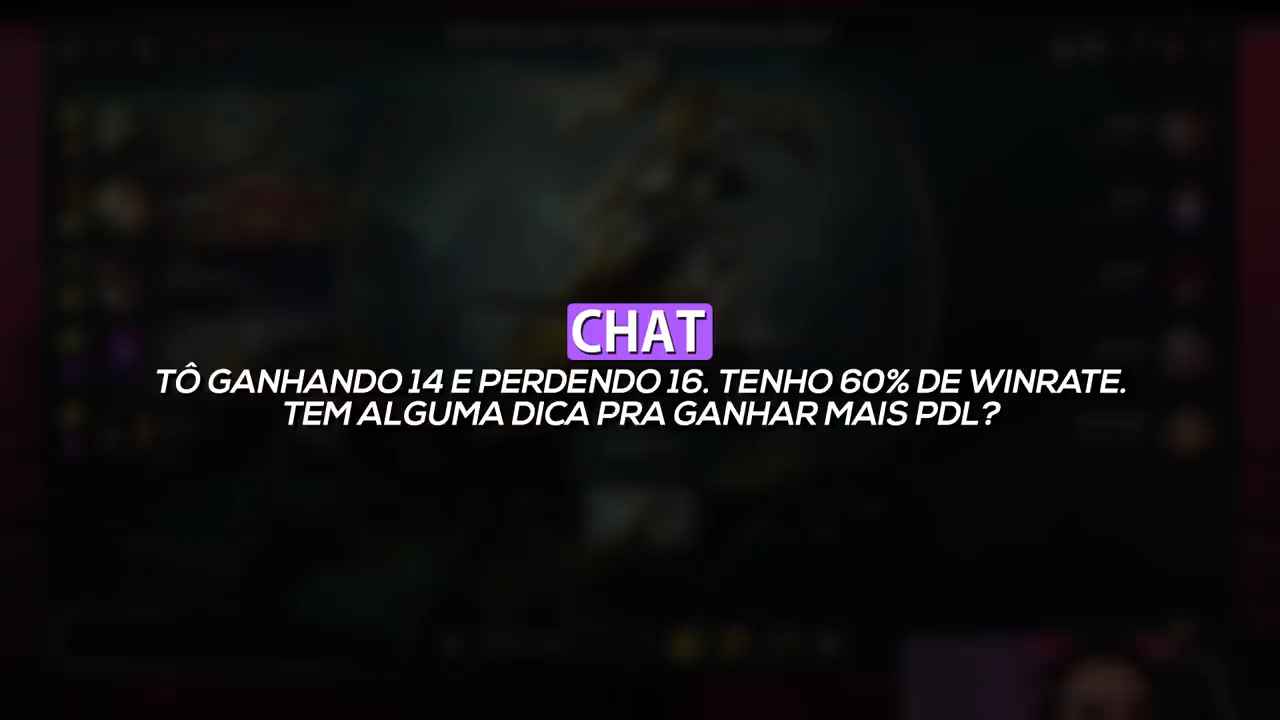 CHAT
TÔ GANHANDO 14 E PERDENDO 16. TENHO 60% DE WINRATE.
TEM ALGUMA DICA PRA GANHAR MAIS PDL?